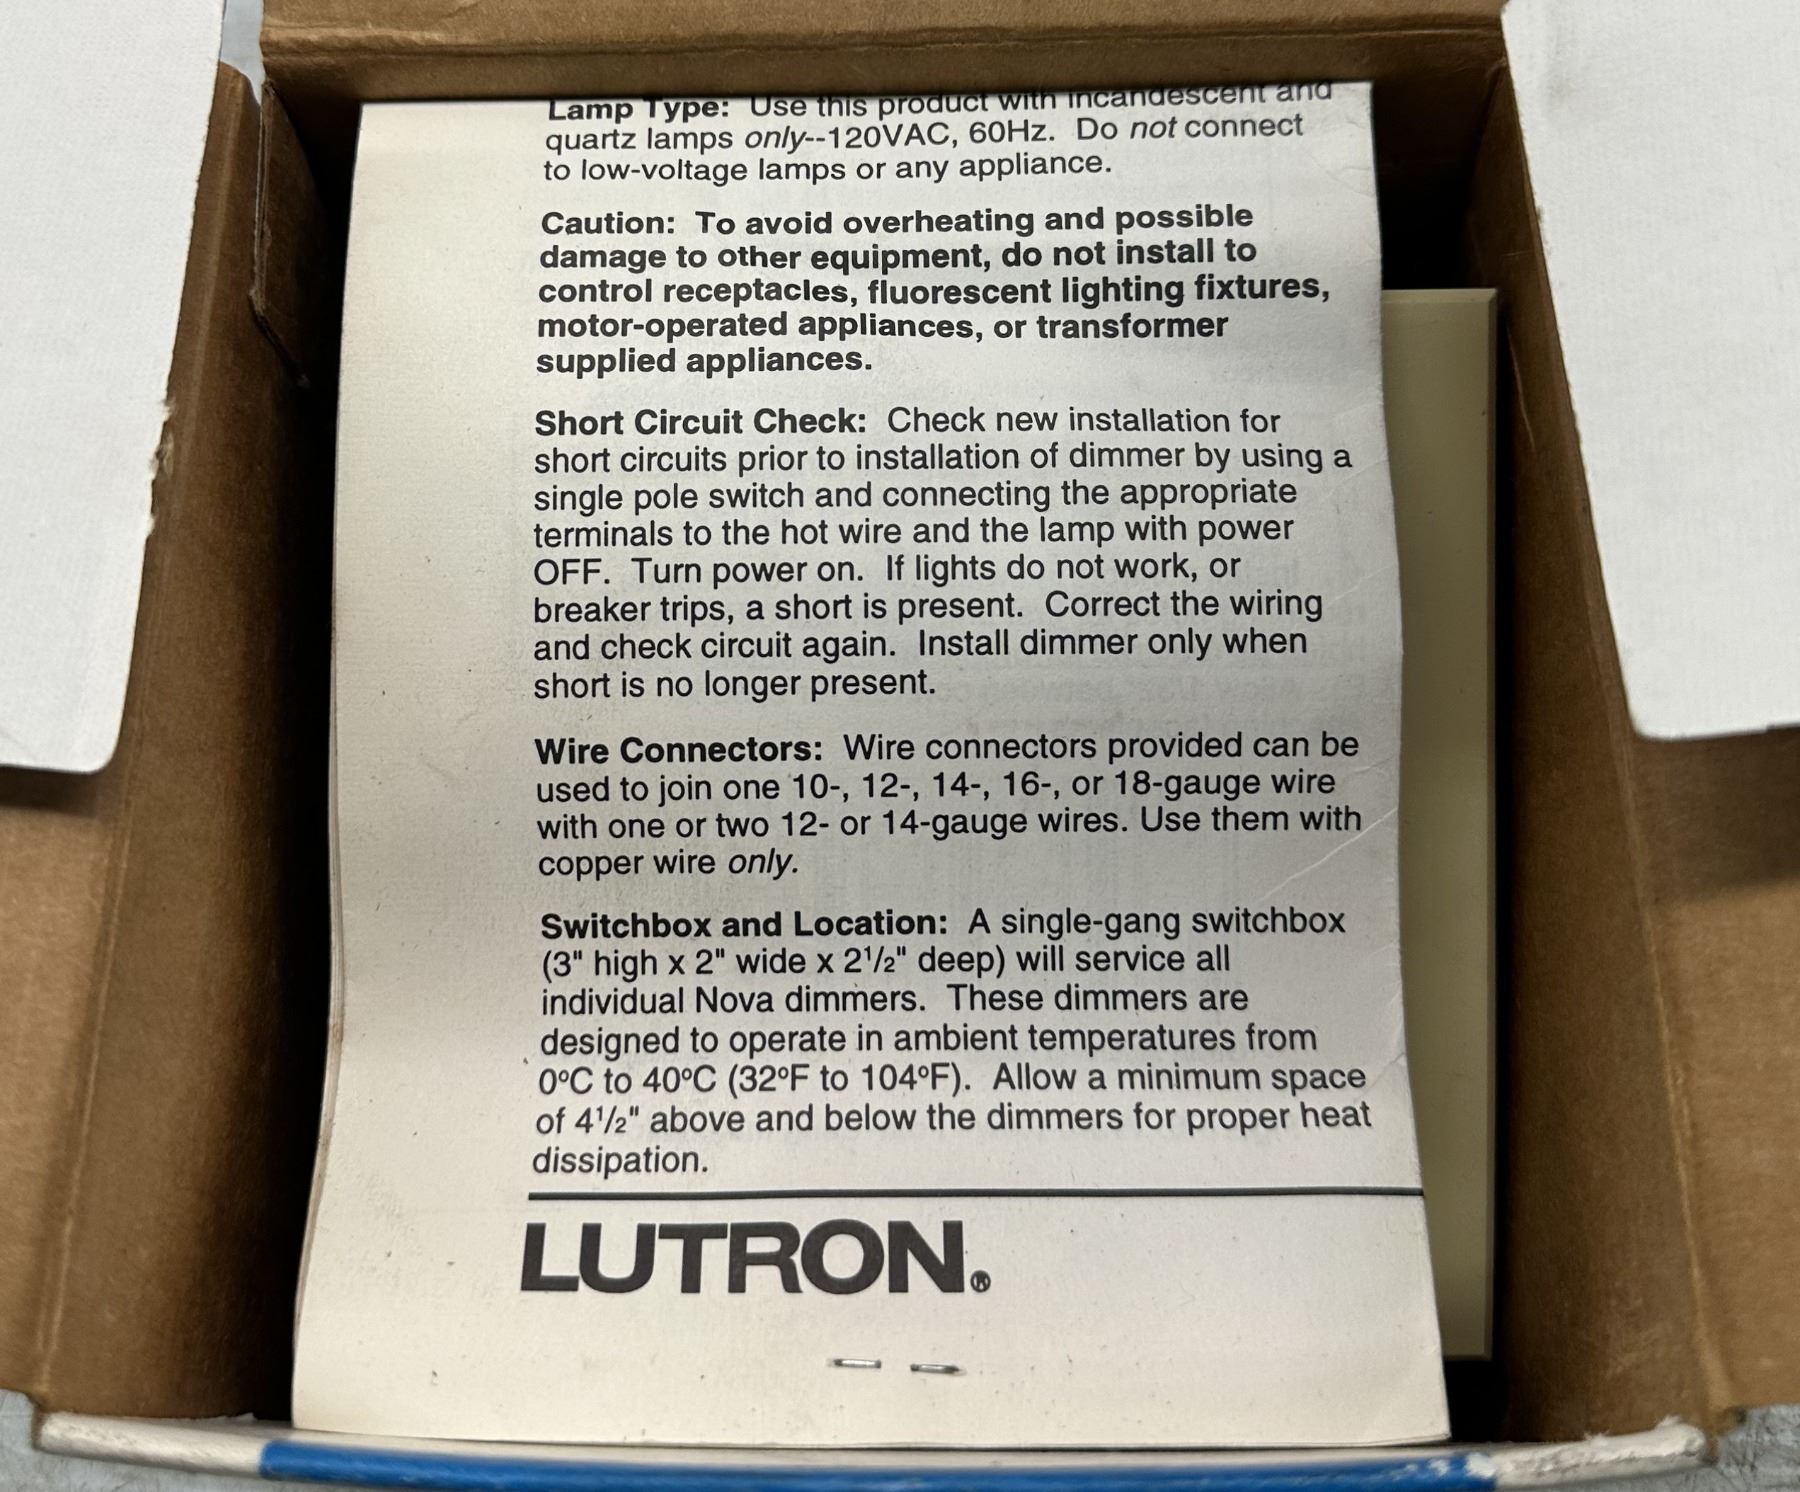 Lamp Type: Use this product with incandescent and
quartz lamps only--120VAC, 60Hz. Do not connect
to low-voltage lamps or any appliance.
Caution: To avoid overheating and possible
damage to other equipment, do not install to
control receptacles, fluorescent lighting fixtures,
motor-operated appliances, or transformer
supplied appliances.
Short Circuit Check: Check new installation for
short circuits prior to installation of dimmer by using a
single pole switch and connecting the appropriate
terminals to the hot wire and the lamp with power
OFF. Turn power on. If lights do not work, or
breaker trips, a short is present. Correct the wiring
and check circuit again. Install dimmer only when
short is no longer present.
Wire Connectors: Wire connectors provided can be
used to join one 10-, 12-, 14-, 16-, or 18-gauge wire
with one or two 12- or 14-gauge wires. Use them with
copper wire only.
Switchbox and Location: A single-gang switchbox
(3" high x 2" wide x 2¹/₂" deep) will service all
individual Nova dimmers. These dimmers are
designed to operate in ambient temperatures from
0ºC to 40ºC (32ºF to 104ºF). Allow a minimum space
of 4¹/₂" above and below the dimmers for proper heat
dissipation.
LUTRON®